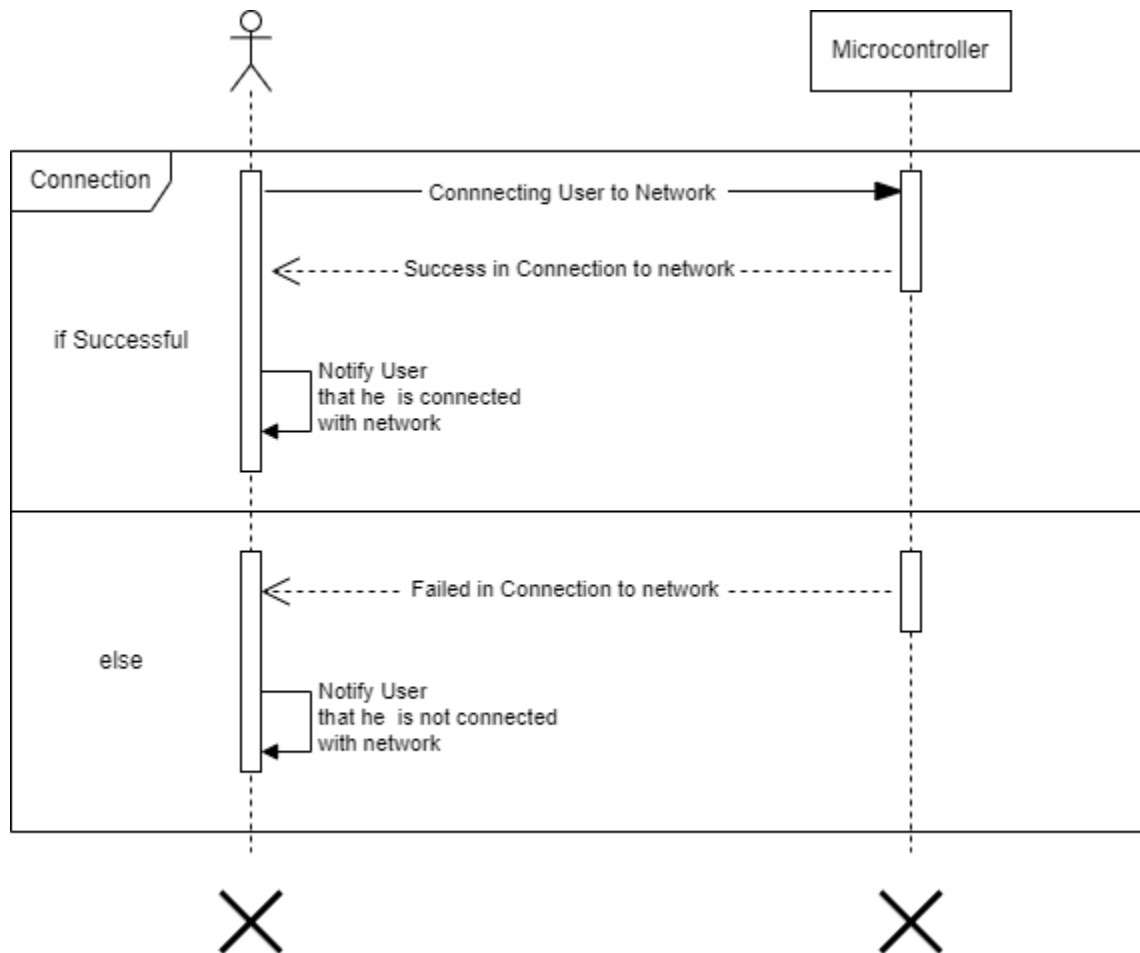 Microcontroller
Connection
Connnecting User to Network
Success in Connection to network
if Successful
Notify User
that he  is connected
with network
Failed in Connection to network
else
Notify User
that he  is not connected
with network